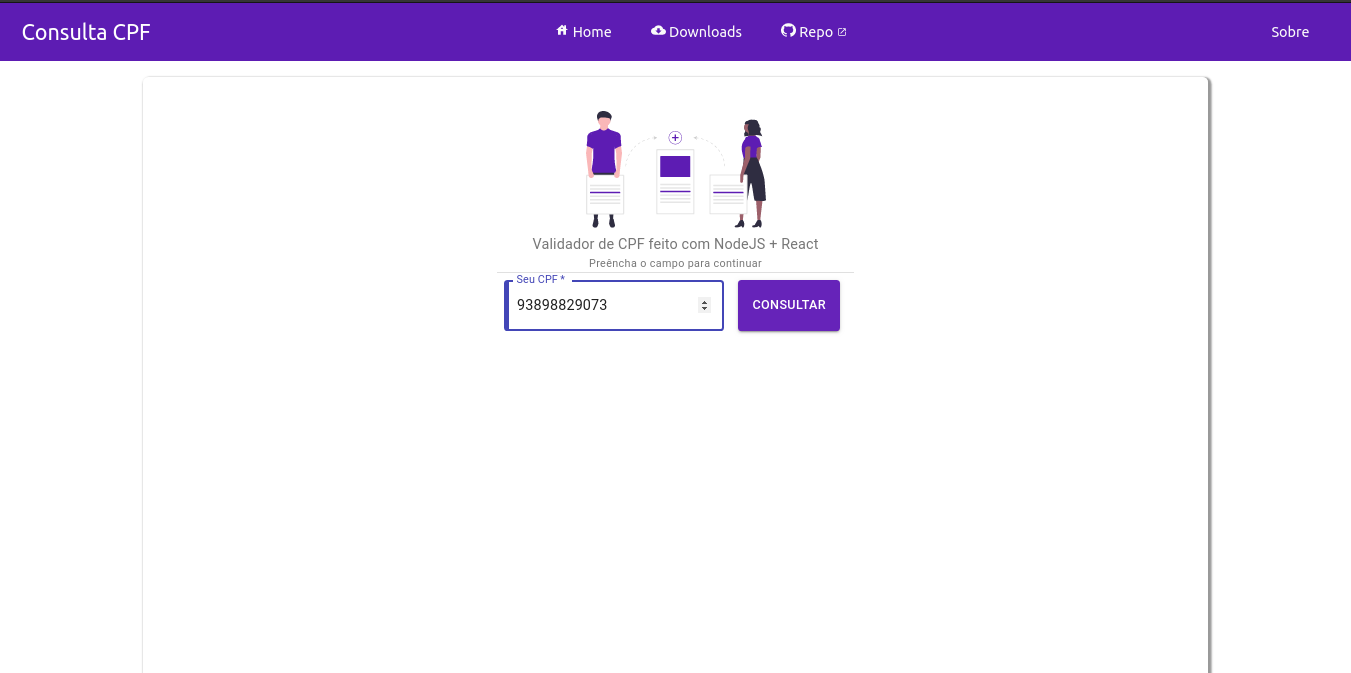 Consulta CPF
Home
Downloads
Repo
Sobre
Validador de CPF feito com NodeJS + React
Preêncha o campo para continuar
Seu CPF *
93898829073
CONSULTAR